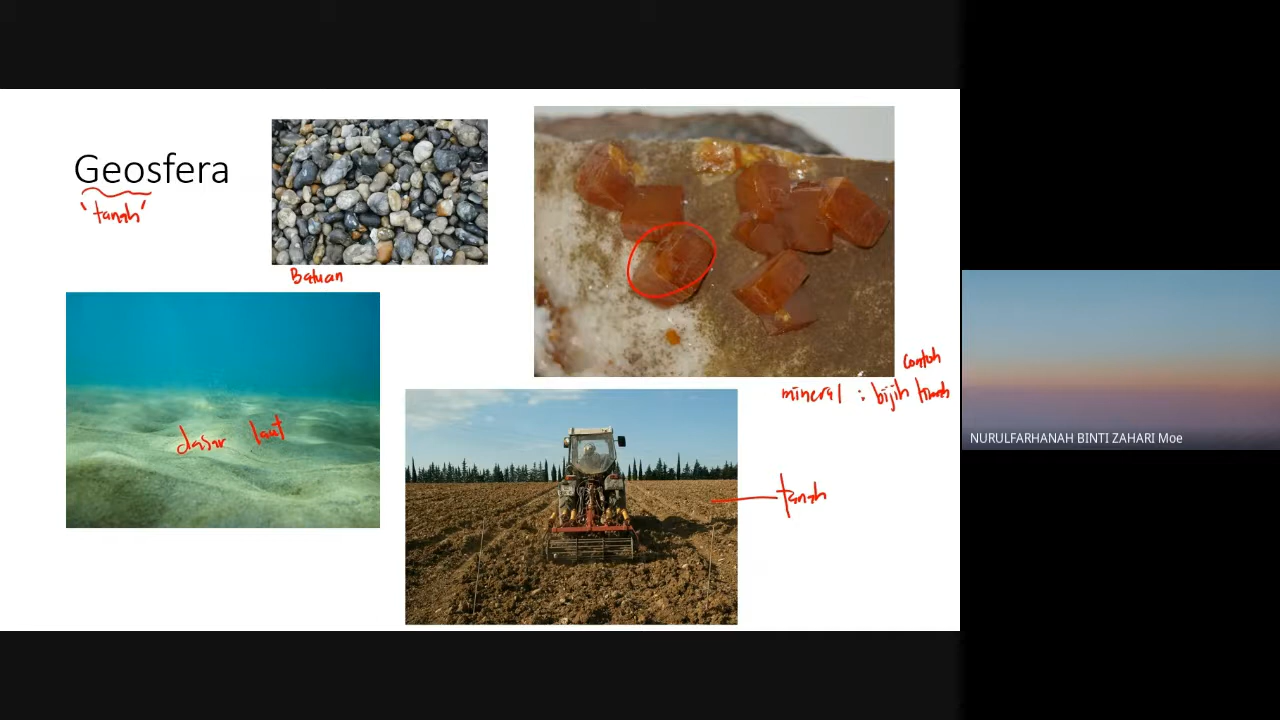 Geosfera
'tanah'
Batuan
contoh
mineral : bijih timah
dasar laut
tanah
NURULFARHANAH BINTI ZAHARI Moe